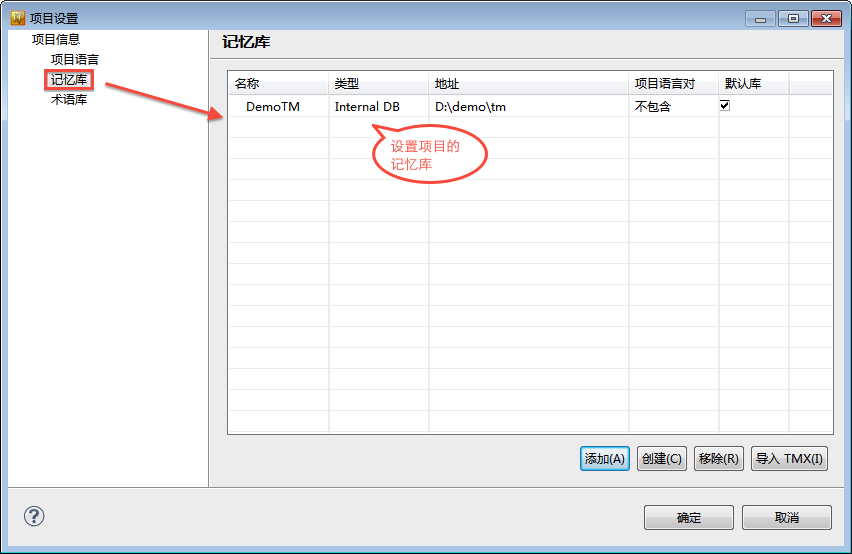 项目设置
项目信息
项目语言
记忆库
术语库
记忆库
名称 类型 地址 项目语言对 默认库
DemoTM Internal DB D:\demo\tm 不包含
设置项目的
记忆库
添加(A) 创建(C) 移除(R) 导入 TMX(I)
? 确定 取消